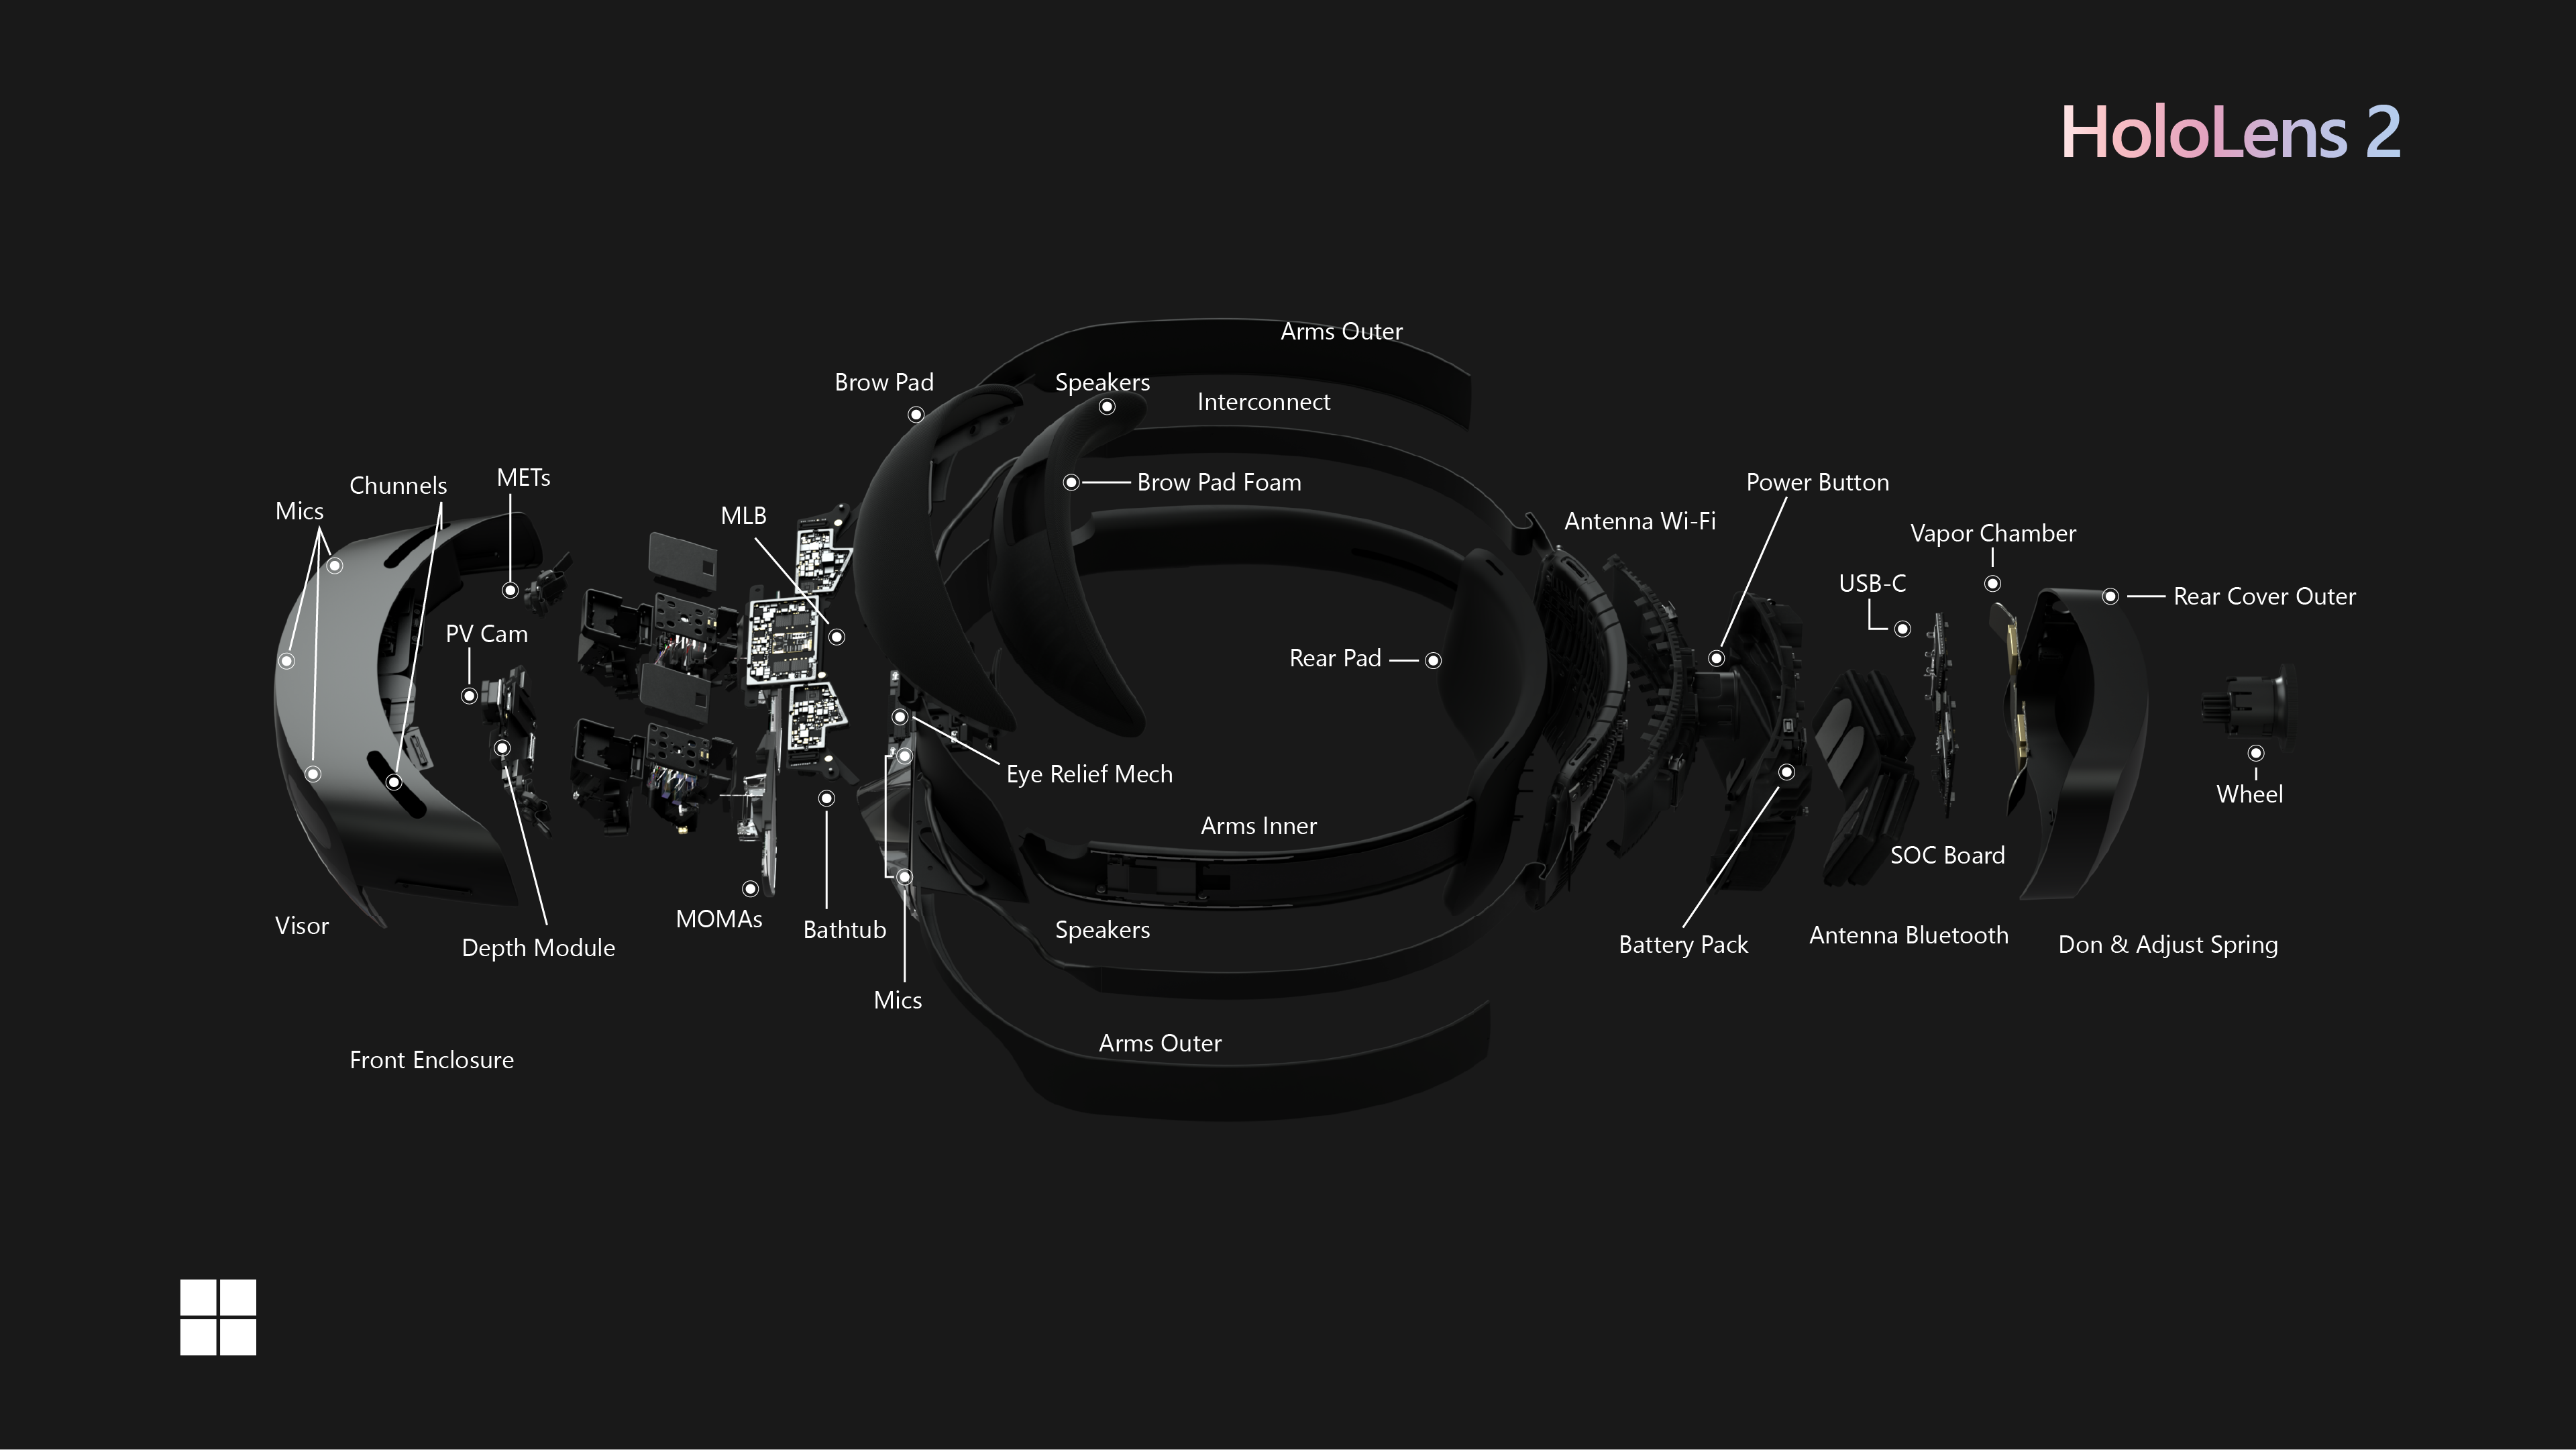 HoloLens 2
Arms Outer
Brow Pad
Speakers
Interconnect
METs
Channels
Brow Pad Foam
Power Button
Mics
MLB
Antenna Wi-Fi
Vapor Chamber
USB-C
Rear Cover Outer
PV Cam
Rear Pad
Eye Relief Mech
Wheel
Arms Inner
SOC Board
Visor
MOMAs
Bathtub
Speakers
Antenna Bluetooth
Depth Module
Battery Pack
Don & Adjust Spring
Mics
Arms Outer
Front Enclosure